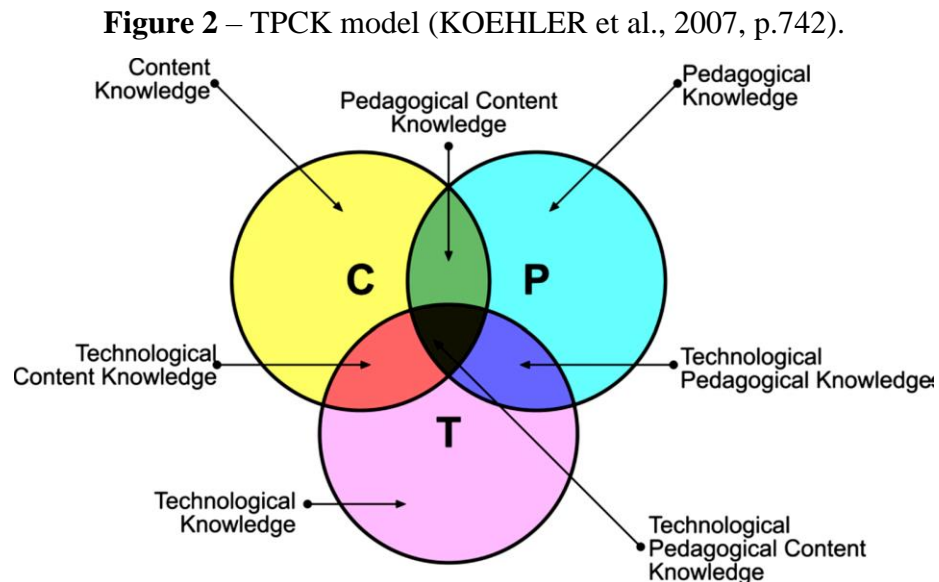 Figure 2 – TPCK model (KOEHLER et al., 2007, p.742).
Content
Knowledge
Pedagogical Content
Knowledge
Pedagogical
Knowledge
C
P
Technological
Content Knowledge
Technological
Pedagogical Knowledge
T
Technological
Knowledge
Technological
Pedagogical Content
Knowledge